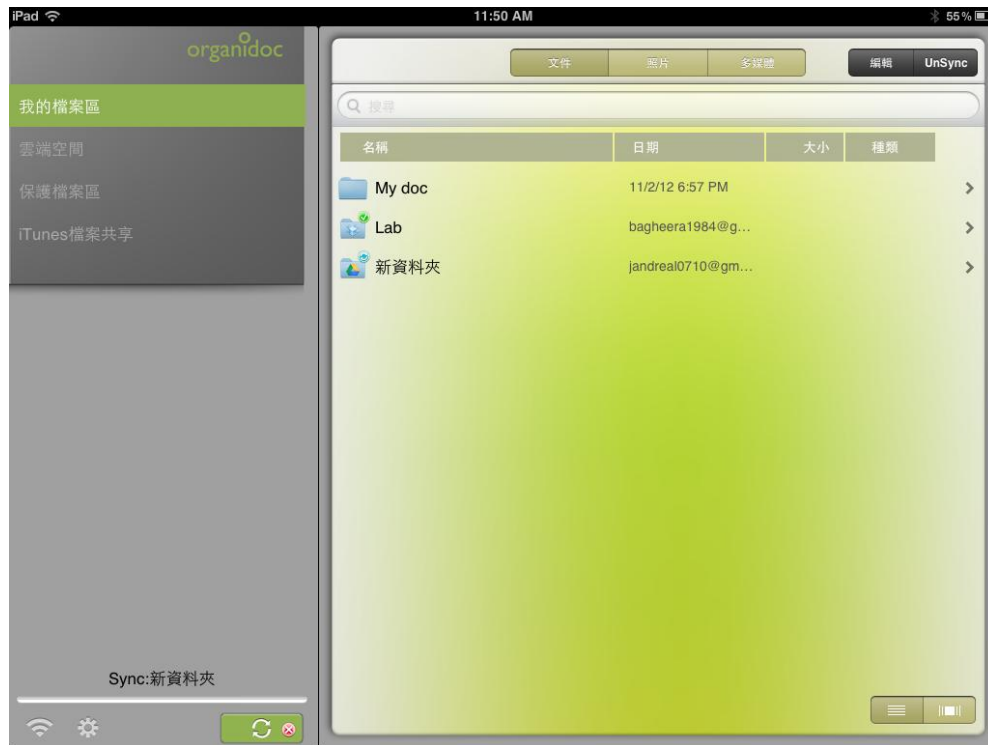 iPad 11:50 AM 55%
organidoc
文件 照片 多媒體 編輯 UnSync
我的檔案區
雲端空間
保護檔案區
iTunes檔案共享
搜尋
名稱 日期 大小 種類
My doc 11/2/12 6:57 PM
Lab bagheera1984@g...
新資料夾 jandreal0710@gm...
Sync:新資料夾